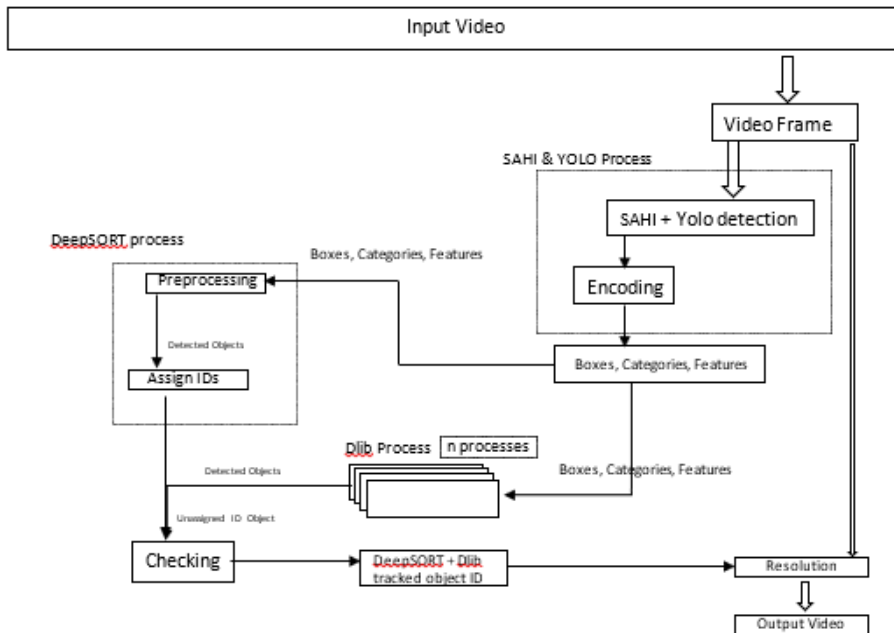 Input Video
Video Frame
SAHI & YOLO Process
SAHI + Yolo detection
DeepSORT process
Boxes, Categories, Features
Preprocessing
Encoding
Detected Objects
Boxes, Categories, Features
Assign IDs
Dlib Process
n processes
Detected Objects
Boxes, Categories, Features
Unassigned ID Object
Checking
DeepSORT + Dlib
tracked object ID
Resolution
Output Video